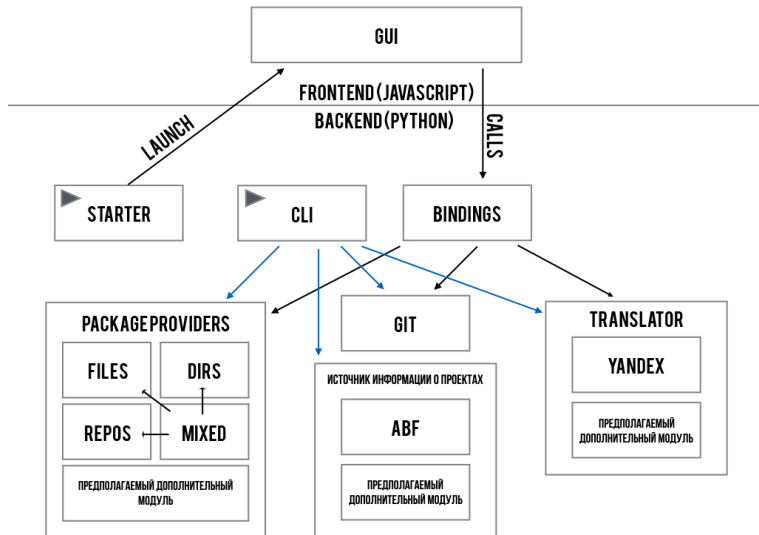 GUI
FRONTEND (JAVASCRIPT)
BACKEND (PYTHON)
LAUNCH
CALLS
STARTER
CLI
BINDINGS
PACKAGE PROVIDERS
FILES
DIRS
REPOS
MIXED
ПРЕДПОЛАГАЕМЫЙ ДОПОЛНИТЕЛЬНЫЙ
МОДУЛЬ
GIT
ИСТОЧНИК ИНФОРМАЦИИ О ПРОЕКТАХ
ABF
ПРЕДПОЛАГАЕМЫЙ
ДОПОЛНИТЕЛЬНЫЙ МОДУЛЬ
TRANSLATOR
YANDEX
ПРЕДПОЛАГАЕМЫЙ
ДОПОЛНИТЕЛЬНЫЙ МОДУЛЬ